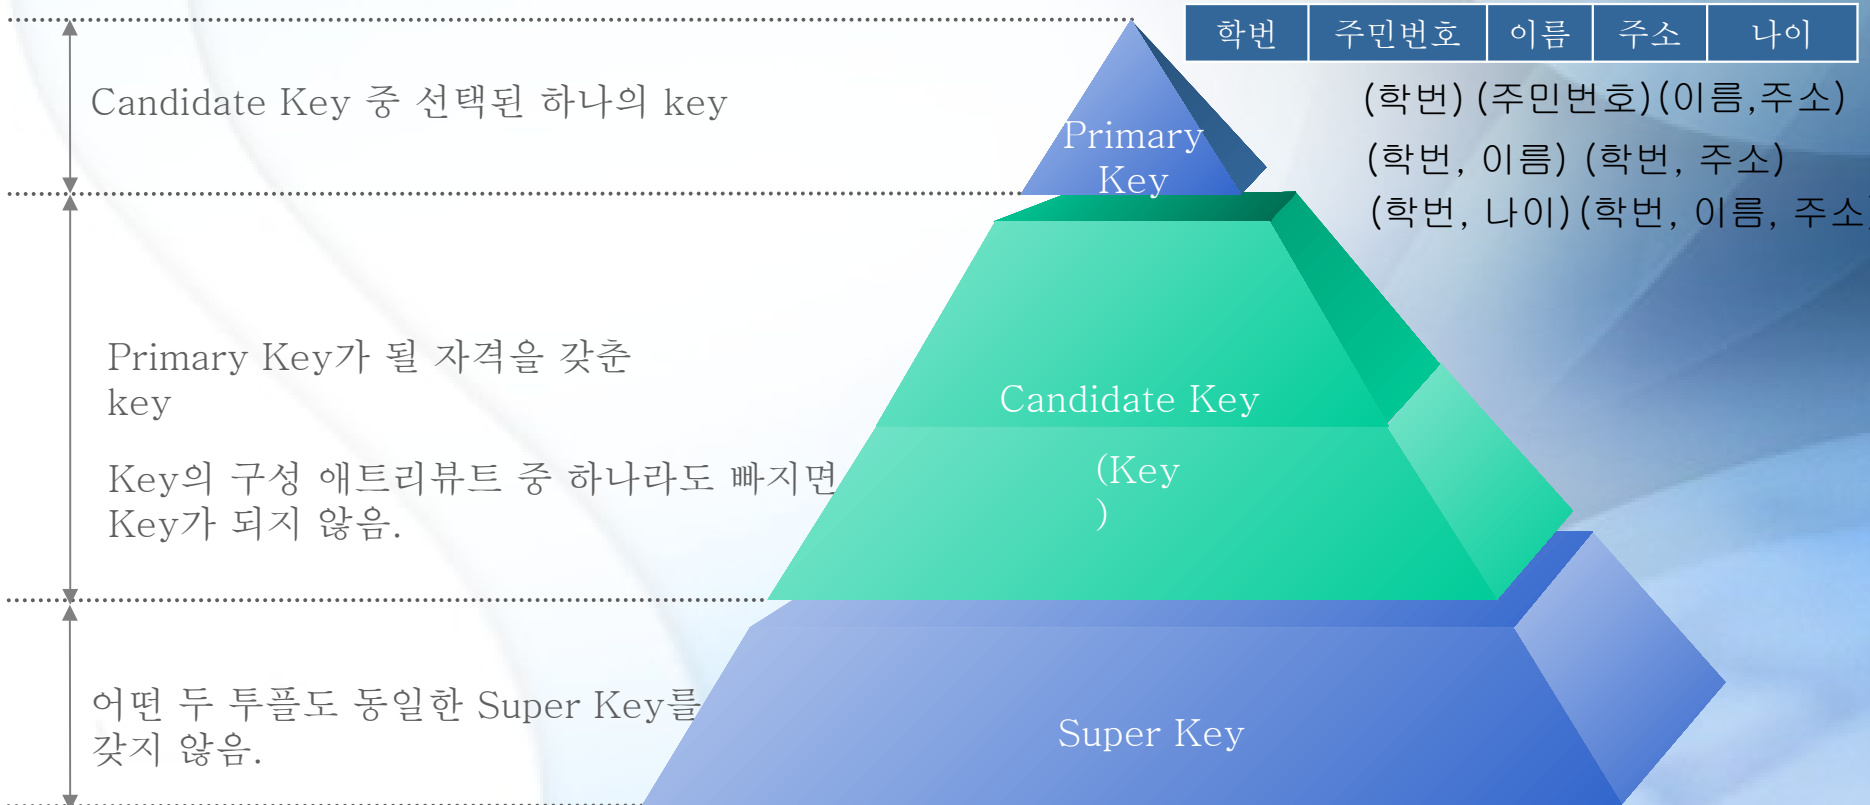 학번 주민번호 이름 주소 나이
(학번) (주민번호) (이름,주소)
(학번, 이름) (학번, 주소)
(학번, 나이) (학번, 이름, 주소)
Candidate Key 중 선택된 하나의 key
Primary
Key
Primary Key가 될 자격을 갖춘
key
Key의 구성 애트리뷰트 중 하나라도 빠지면
Key가 되지 않음.
Candidate Key
(Key
)
어떤 두 투플도 동일한 Super Key를
갖지 않음.
Super Key